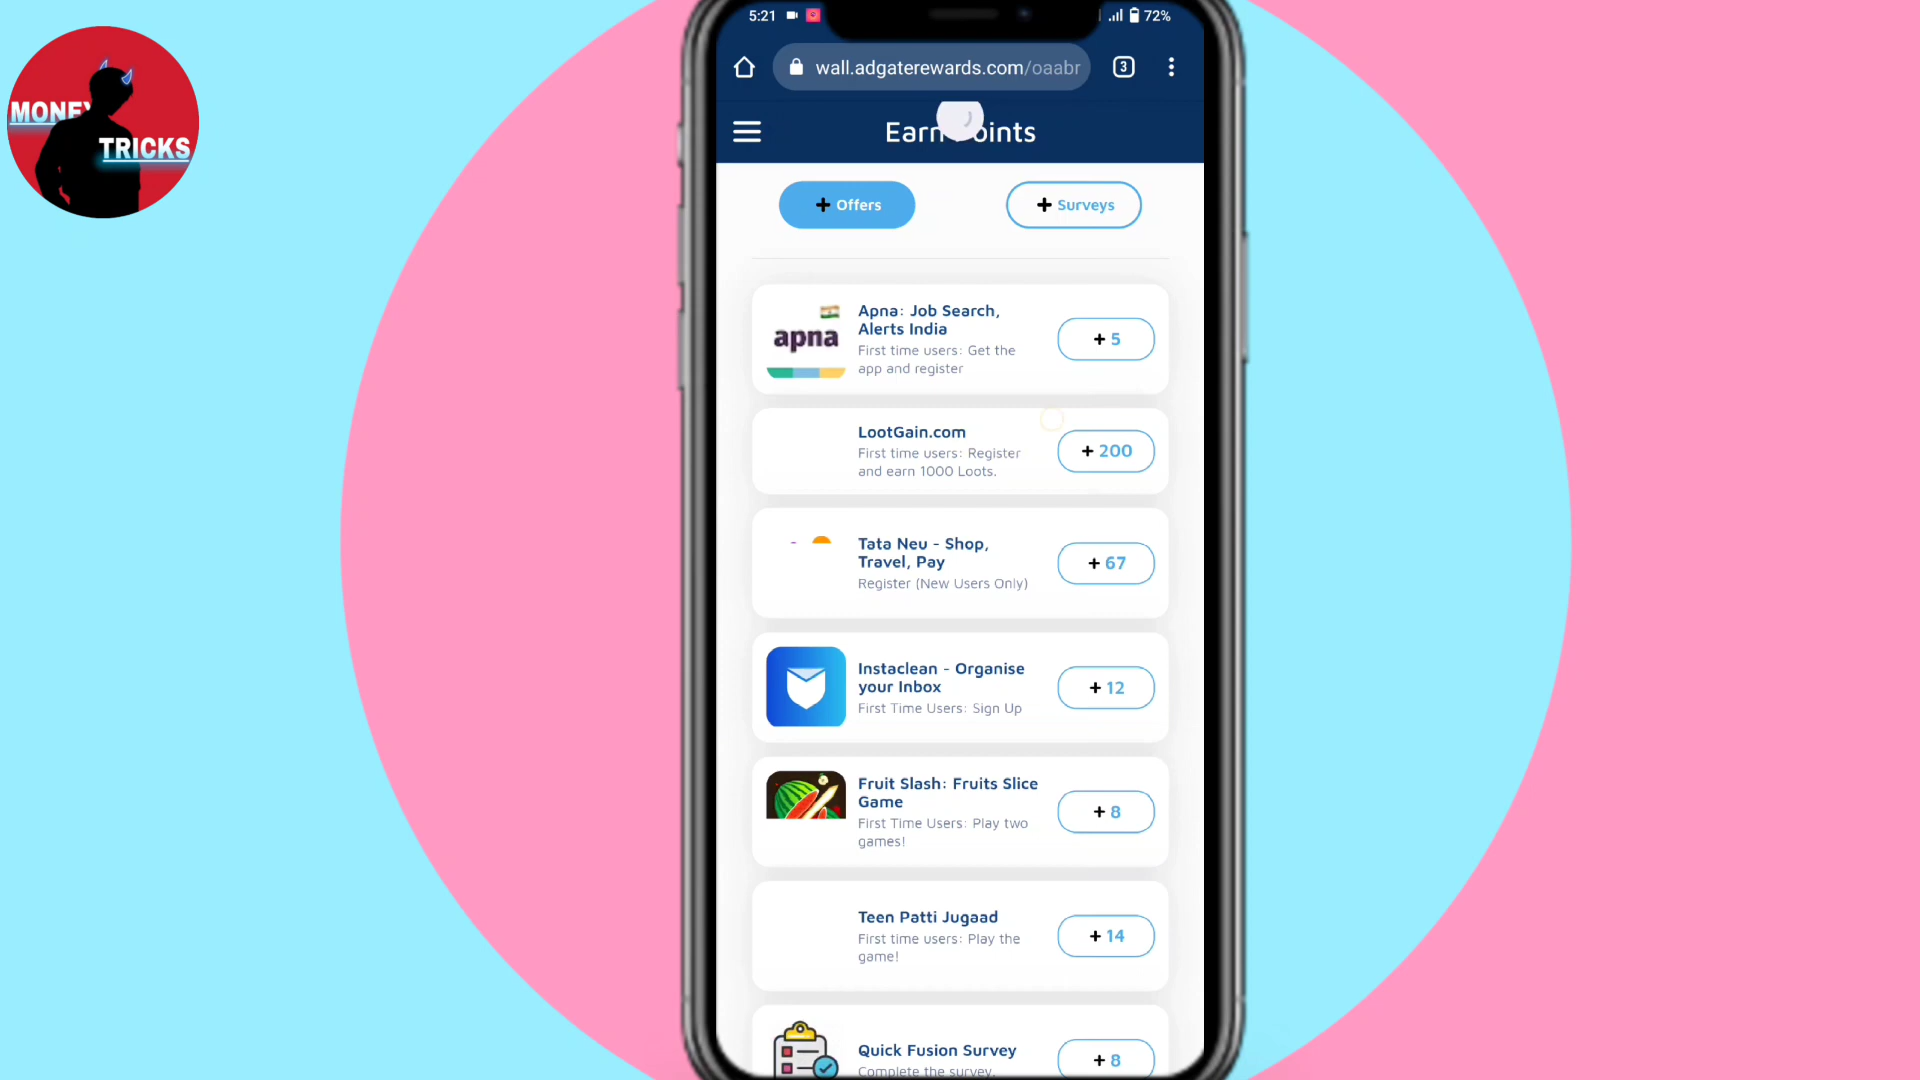 MONEY
TRICKS
5:21
72%
wall.adgaterewards.com/oaabr
3
Earn Points
+ Offers
+ Surveys
apna
Apna: Job Search,
Alerts India
First time users: Get the
app and register
+ 5
LootGain.com
First time users: Register
and earn 1000 Loots.
+ 200
Tata Neu - Shop,
Travel, Pay
Register (New Users Only)
+ 67
Instaclean - Organise
your Inbox
First Time Users: Sign Up
+ 12
Fruit Slash: Fruits Slice
Game
First Time Users: Play two
games!
+ 8
Teen Patti Jugaad
First time users: Play the
game!
+ 14
Quick Fusion Survey
Complete the survey.
+ 8